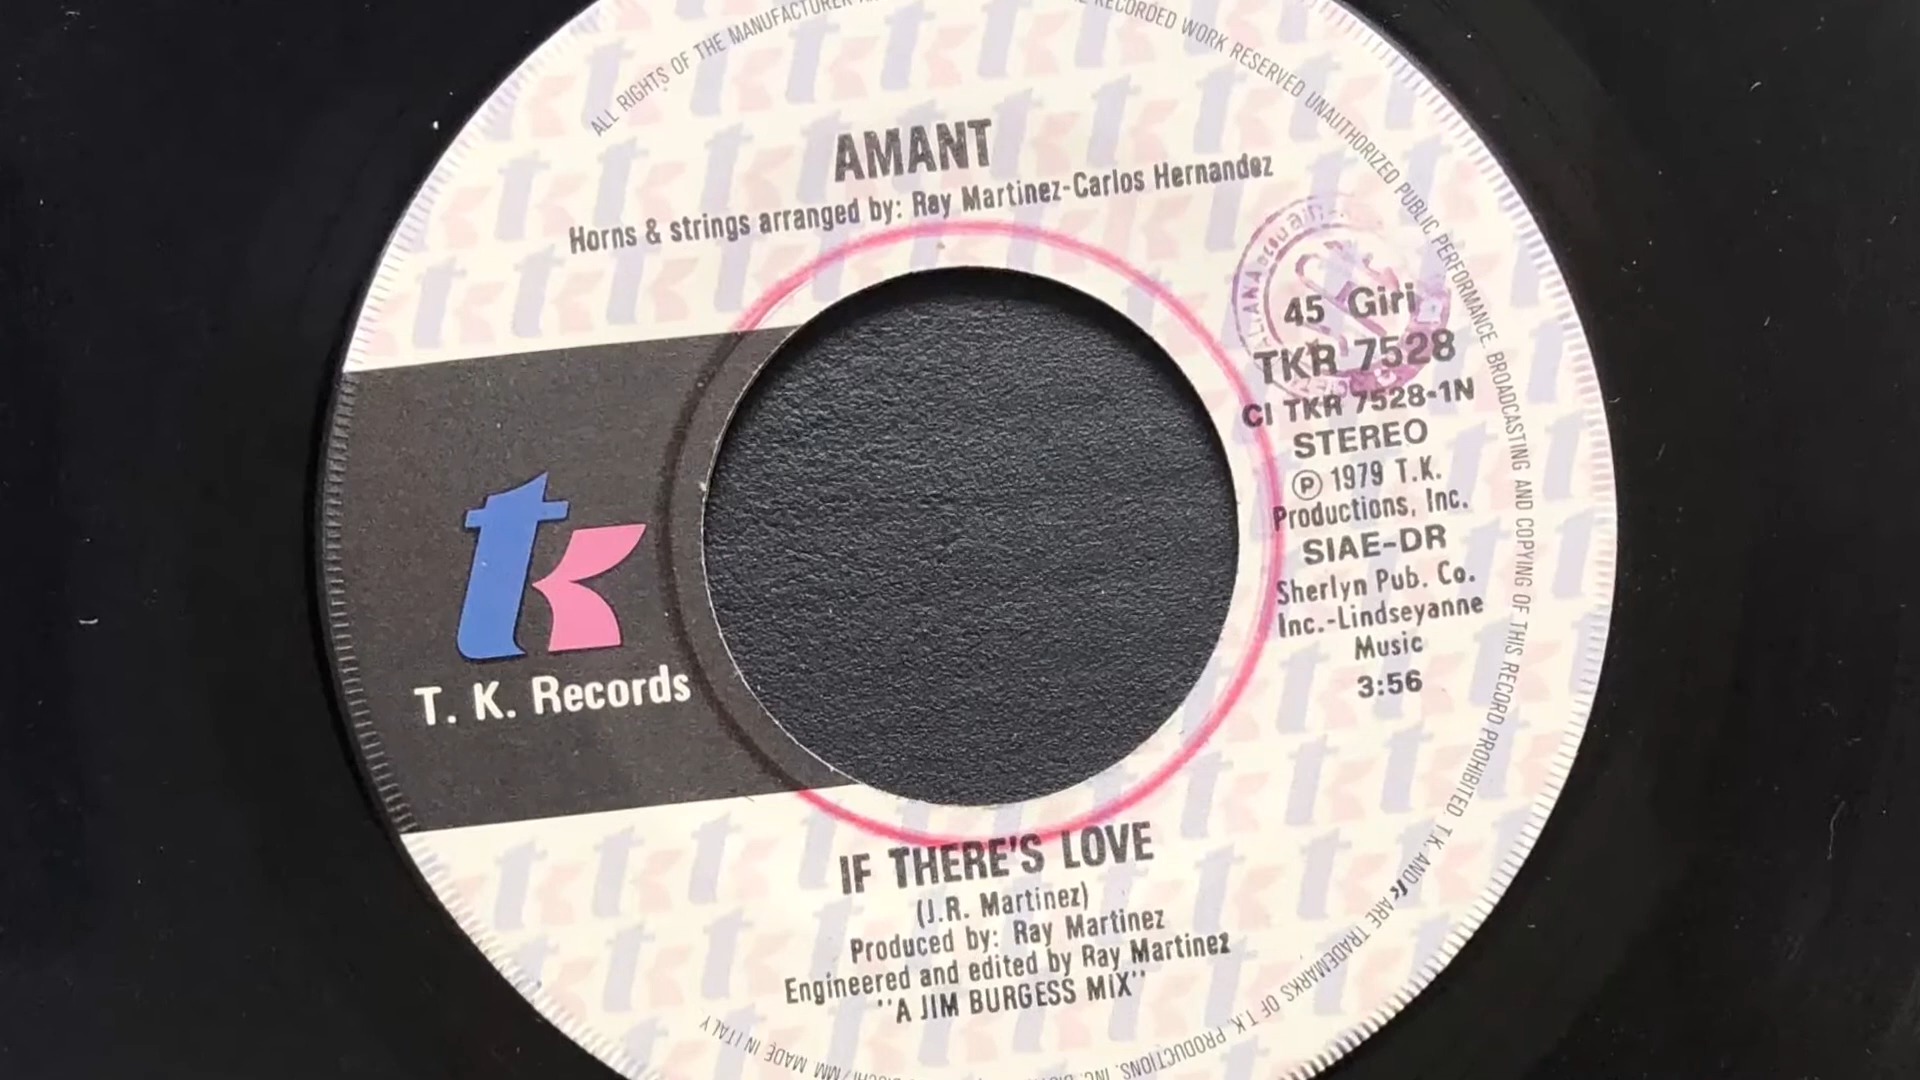 ALL RIGHTS OF THE MANUFACTURER
RECORDED WORK RESERVED UNAUTHORIZED PUBLIC PERFORMANCE. BROADCASTING AND COPYING OF THIS RECORD PROHIBITED. T.K. AND tk ARE TRADEMARKS OF T.K. PRODUCTIONS, INC.
MADE IN ITALY
AMANT
Horns & strings arranged by: Ray Martinez-Carlos Hernandez
45 Giri
TKR 7528
CI TKR 7528-1N
STEREO
Ⓟ 1979 T.K.
Productions, Inc.
SIAE-DR
Sherlyn Pub. Co.
Inc.-Lindseyanne
Music
3:56
tk
T. K. Records
IF THERE'S LOVE
(J.R. Martinez)
Produced by: Ray Martinez
Engineered and edited by Ray Martinez
"A JIM BURGESS MIX"